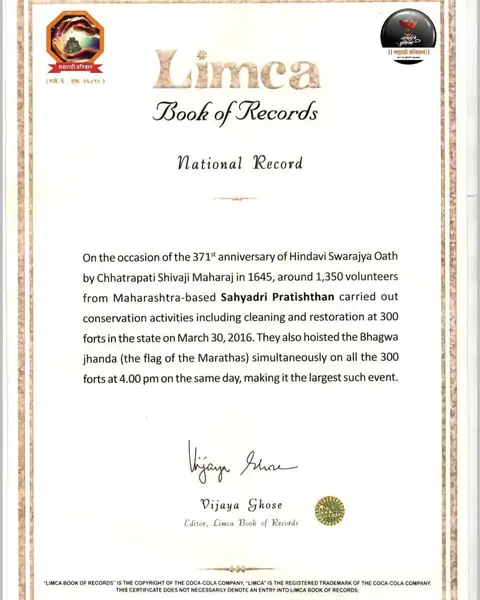 सह्याद्री प्रतिष्ठान
Limca
|| सह्याद्री प्रतिष्ठान ||
Book of Records
National Record
On the occasion of the 371st anniversary of Hindavi Swarajya Oath
by Chhatrapati Shivaji Maharaj in 1645, around 1,350 volunteers
from Maharashtra-based Sahyadri Pratishthan carried out
conservation activities including cleaning and restoration at 300
forts in the state on March 30, 2016. They also hoisted the Bhagwa
jhanda (the flag of the Marathas) simultaneously on all the 300
forts at 4.00 pm on the same day, making it the largest such event.
Vijaya Ghose
Vijaya Ghose
Editor, Limca Book of Records
"LIMCA BOOK OF RECORDS" IS THE COPYRIGHT OF THE COCA-COLA COMPANY, "LIMCA" IS THE REGISTERED TRADEMARK OF THE COCA-COLA COMPANY
THIS CERTIFICATE DOES NOT NECESSARILY DENOTE AN ENTRY INTO LIMCA BOOK OF RECORDS.